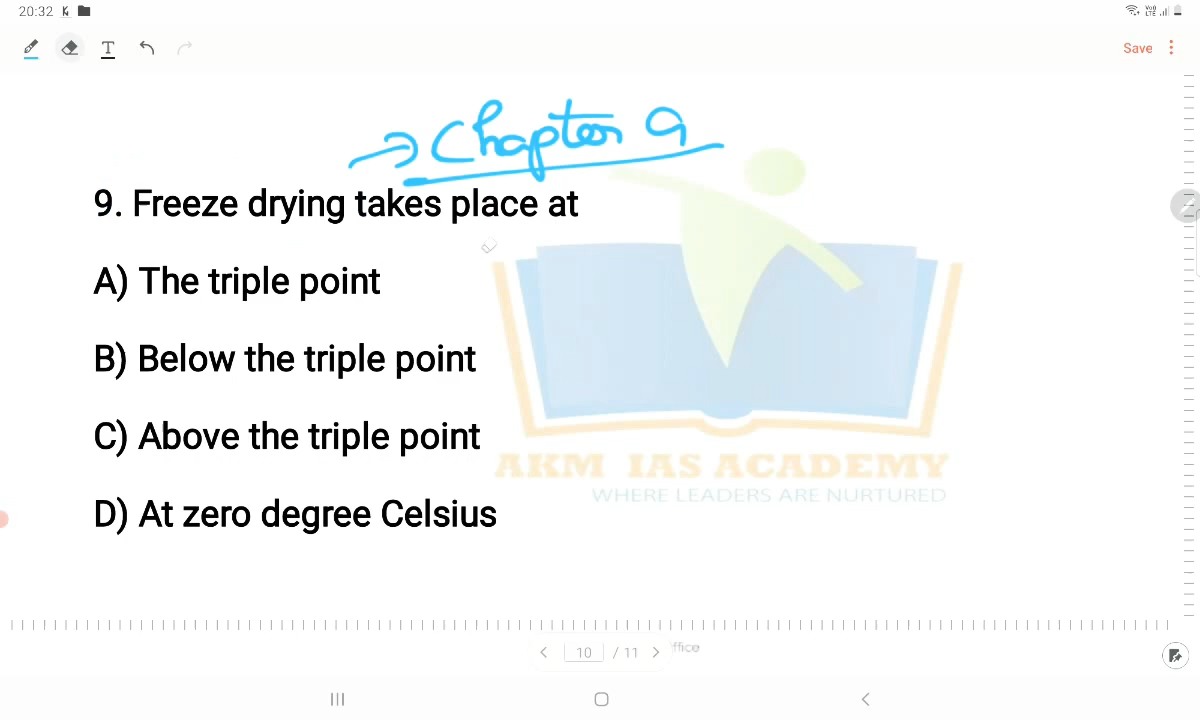 20:32
Save
→ Chapter 9
9. Freeze drying takes place at
A) The triple point
B) Below the triple point
C) Above the triple point
D) At zero degree Celsius
AKM IAS ACADEMY
WHERE LEADERS ARE NURTURED
10 / 11
ffice